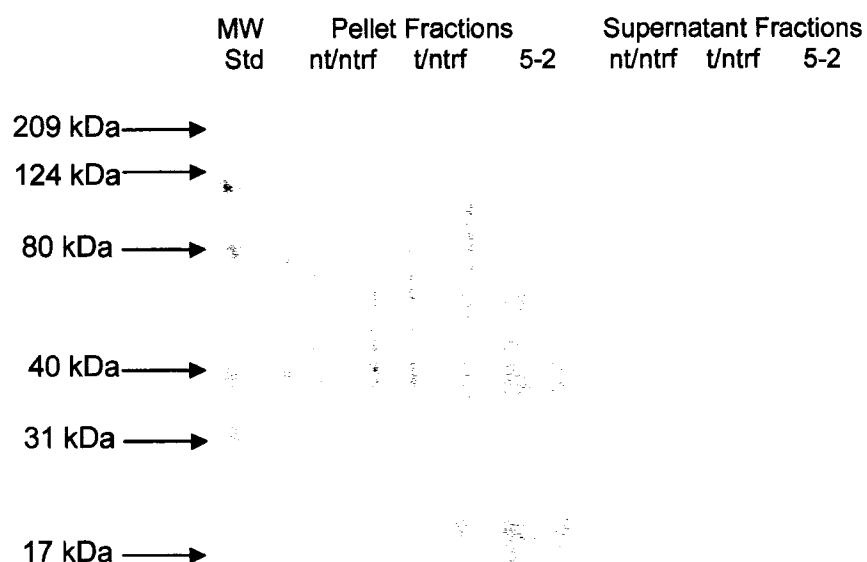 MW Pellet Fractions Supernatant Fractions
Std nt/ntrf t/ntrf 5-2 nt/ntrf t/ntrf 5-2
209 kDa
124 kDa
80 kDa
40 kDa
31 kDa
17 kDa